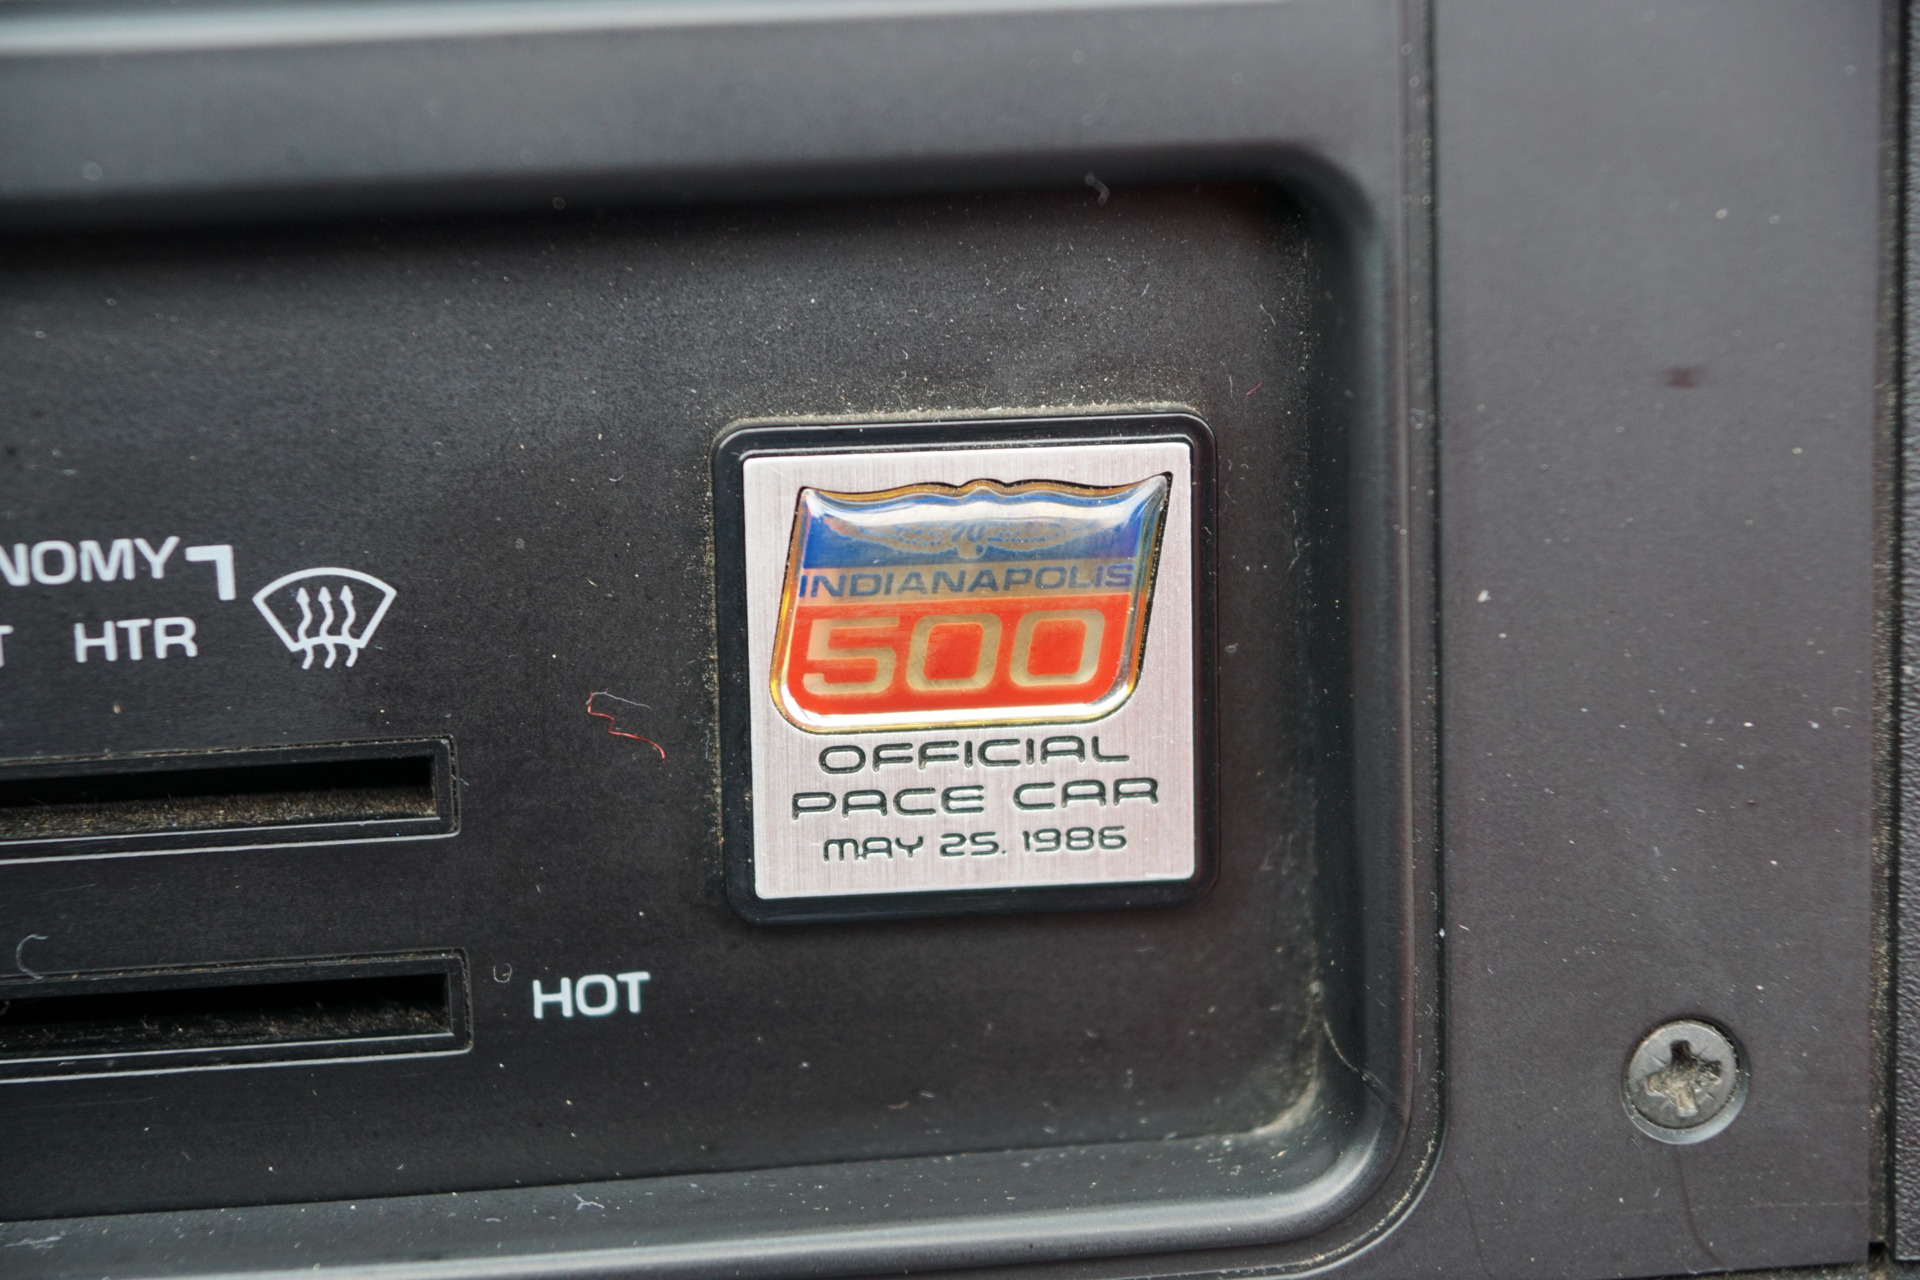 NOMY
T HTR
INDIANAPOLIS
500
OFFICIAL
PACE CAR
MAY 25, 1986
HOT